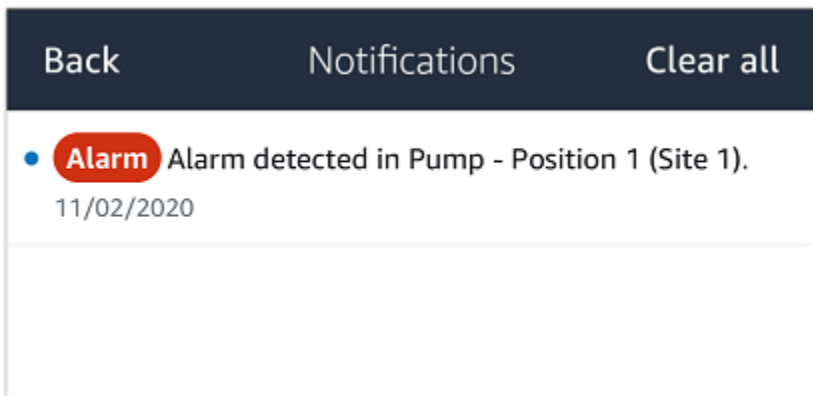 Back Notifications Clear all
Alarm Alarm detected in Pump - Position 1 (Site 1).
11/02/2020